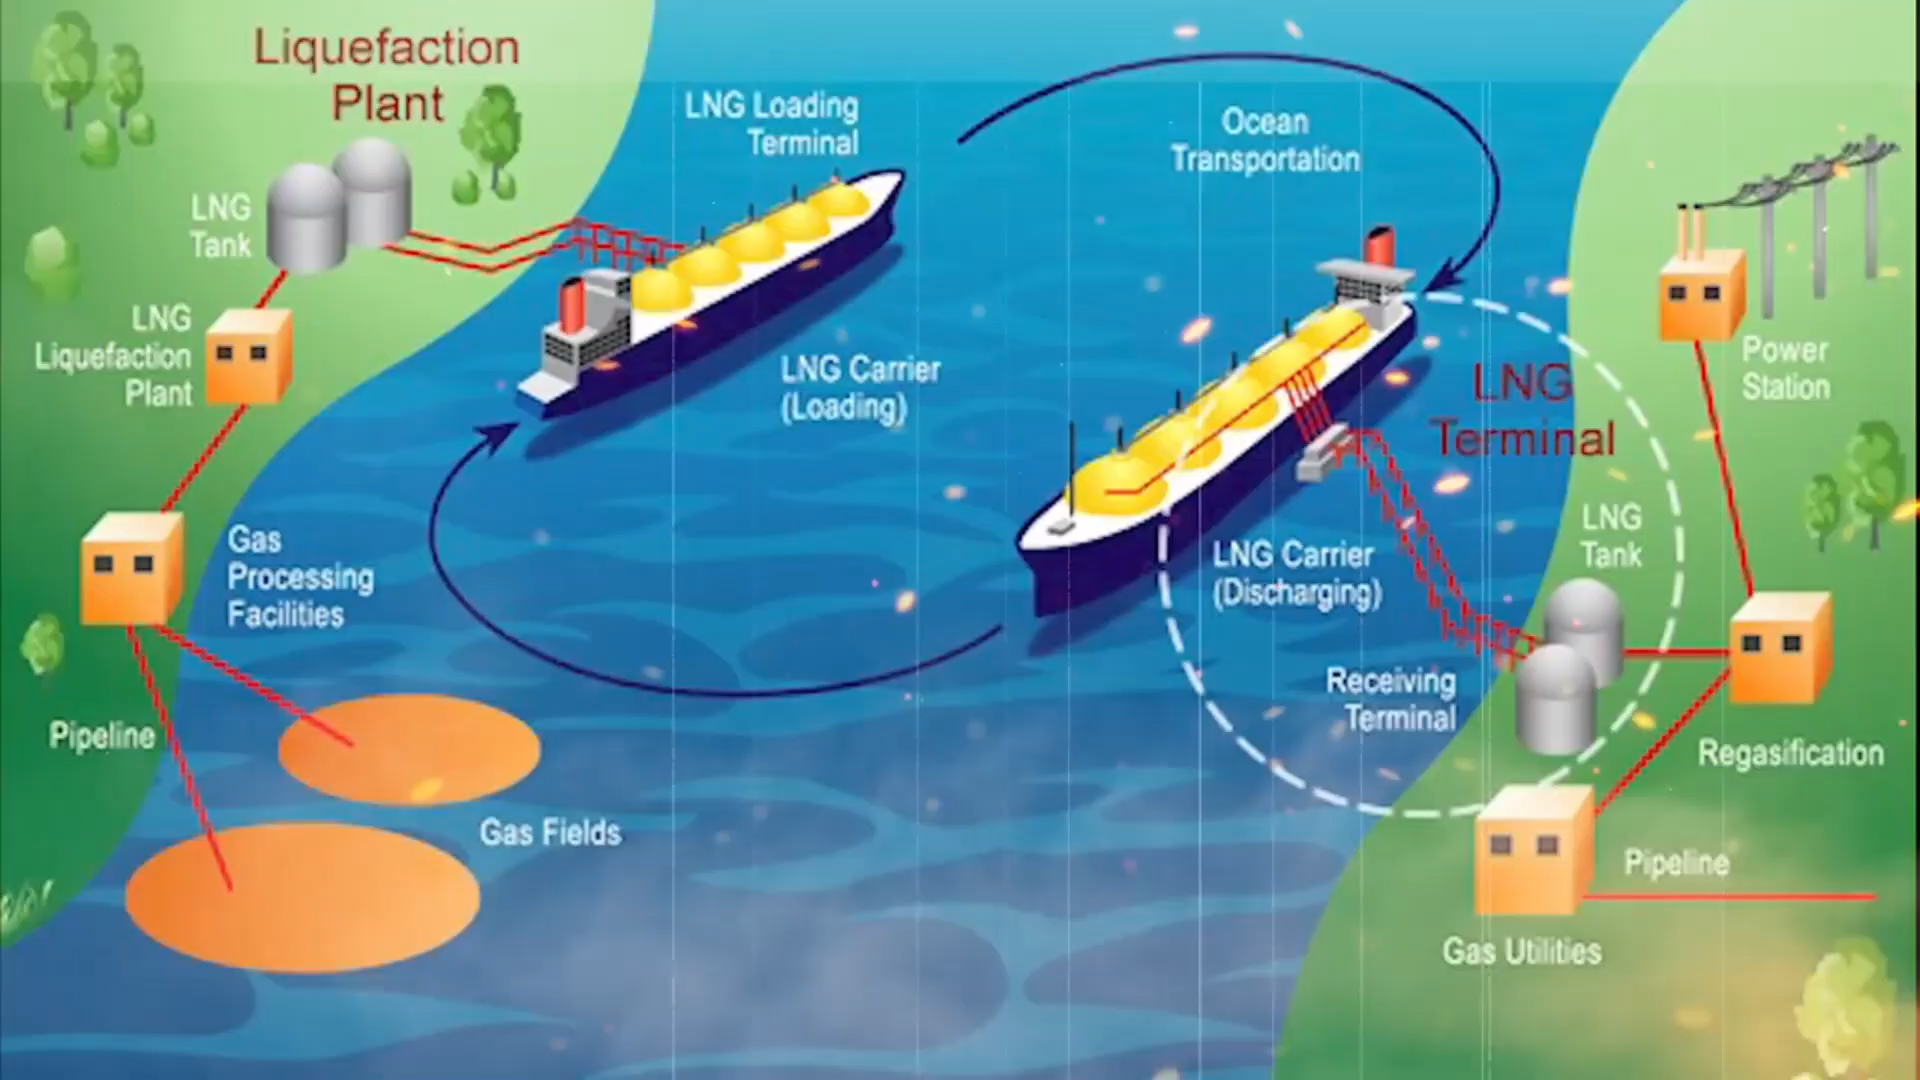 Liquefaction
Plant
LNG Loading
Terminal
Ocean
Transportation
LNG
Tank
LNG
Liquefaction
Plant
LNG Carrier
(Loading)
Power
Station
LNG
Terminal
Gas
Processing
Facilities
LNG
Tank
LNG Carrier
(Discharging)
Receiving
Terminal
Pipeline
Regasification
Gas Fields
Pipeline
Gas Utilities